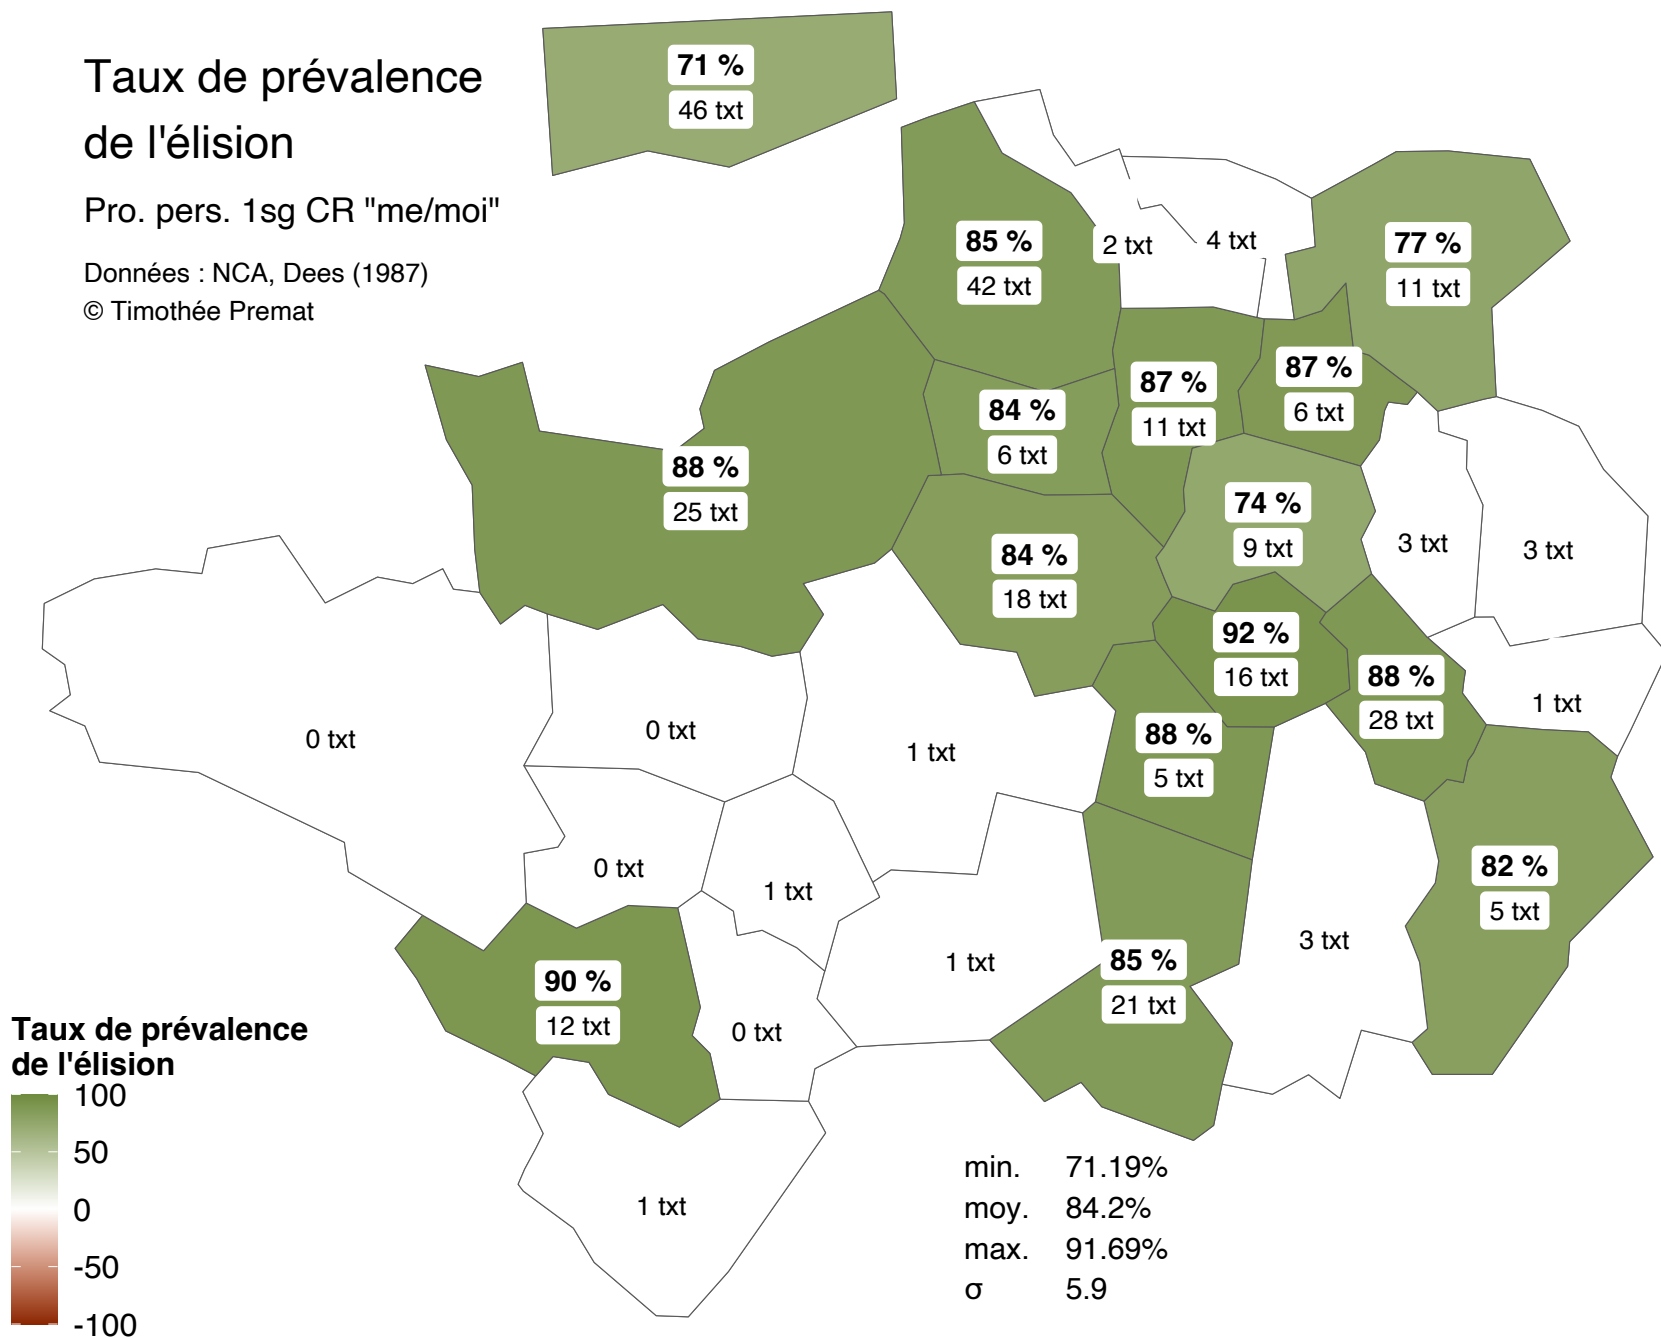 Taux de prévalence
de l'élision
Pro. pers. 1sg CR "me/moi"
Données : NCA, Dees (1987)
© Timothée Premat
71 %
46 txt
85 %
42 txt
2 txt
4 txt
77 %
11 txt
84 %
6 txt
87 %
11 txt
87 %
6 txt
88 %
25 txt
84 %
18 txt
74 %
9 txt
3 txt
3 txt
92 %
16 txt
88 %
28 txt
1 txt
0 txt
0 txt
1 txt
88 %
5 txt
0 txt
1 txt
82 %
5 txt
90 %
12 txt
0 txt
1 txt
85 %
21 txt
3 txt
1 txt
Taux de prévalence
de l'élision
100
50
0
-50
-100
min. 71.19%
moy. 84.2%
max. 91.69%
σ 5.9